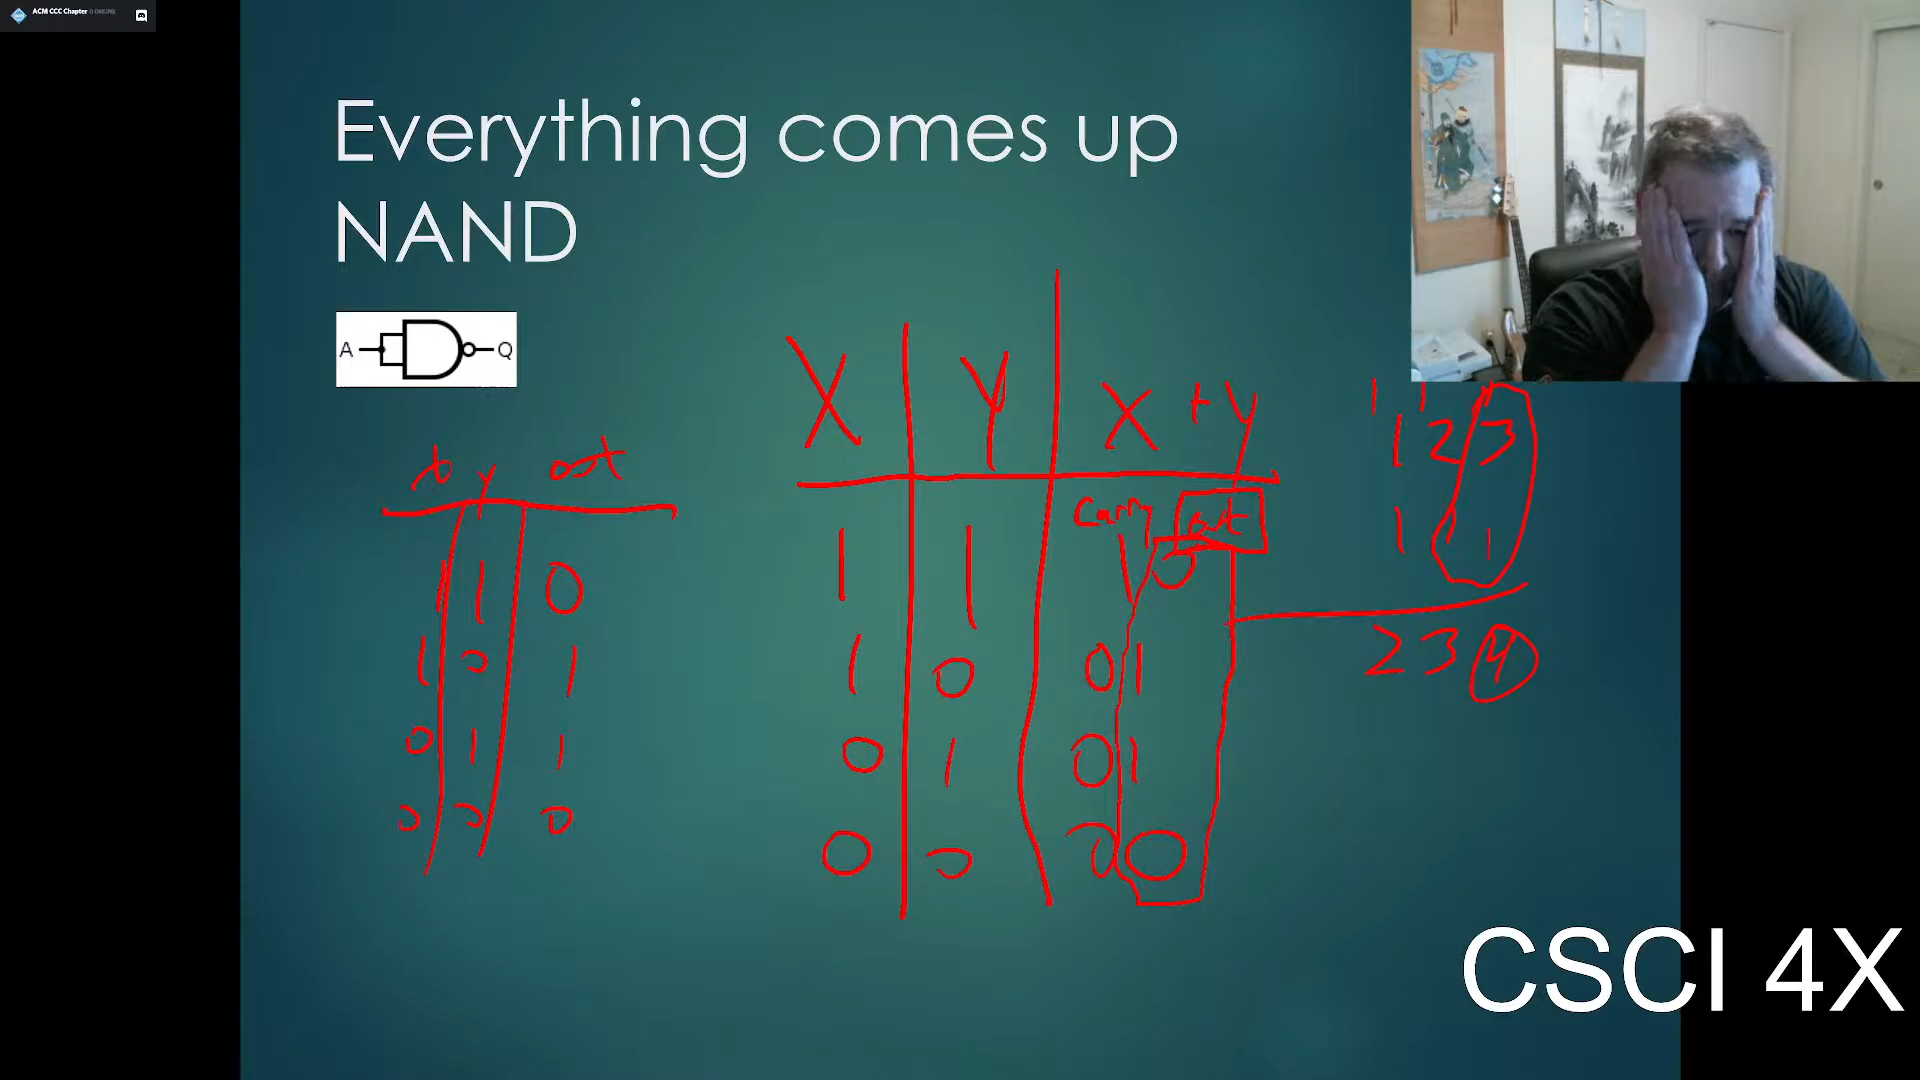 ACM CCC Chapter 0 ONLINE
Everything comes up
NAND
A Q
y out
1 1 0
1 0 1
0 1 1
0 0 0
X Y X + Y
carry out
1 1 1 0
1 0 0 1
0 1 0 1
0 0 0 0
1 2 3
1 1 1
2 3 4
CSCI 4X